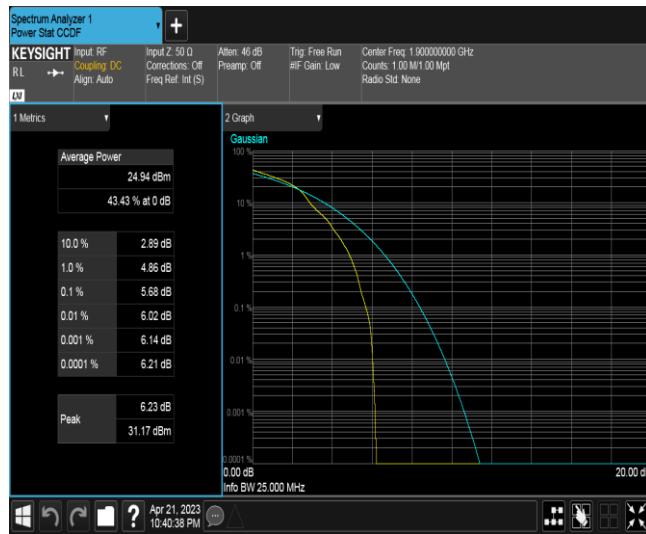 Spectrum Analyzer 1
Power Stat CCDF
+
KEYSIGHT
RL
LXI
Input: RF
Coupling: DC
Align: Auto
Input Z: 50 Ω
Corrections: Off
Freq Ref: Int (S)
Atten: 46 dB
Preamp: Off
Trig: Free Run
#IF Gain: Low
Center Freq: 1.900000000 GHz
Counts: 1.00 M/1.00 Mpt
Radio Std: None
1 Metrics
Average Power
24.94 dBm
43.43 % at 0 dB
10.0 % 2.89 dB
1.0 % 4.86 dB
0.1 % 5.68 dB
0.01 % 6.02 dB
0.001 % 6.14 dB
0.0001 % 6.21 dB
Peak
6.23 dB
31.17 dBm
2 Graph
Gaussian
100 %
10 %
1 %
0.1 %
0.01 %
0.001 %
0.0001 %
0.00 dB
20.00 d
Info BW 25.000 MHz
?
Apr 21, 2023
10:40:38 PM